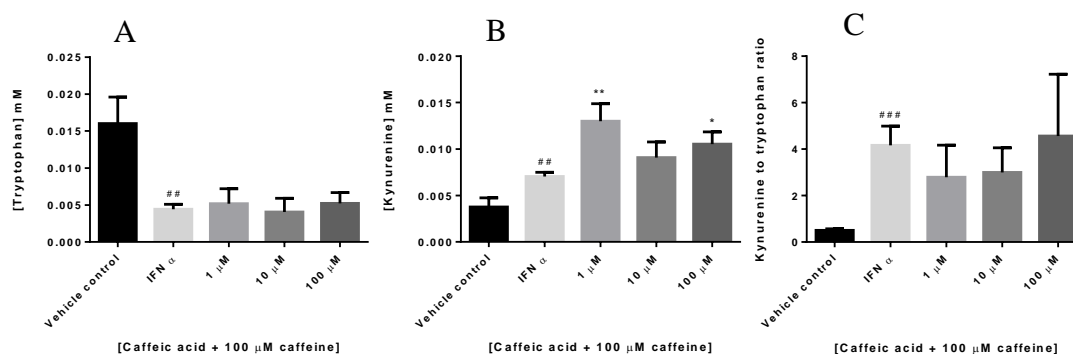 A
[Tryptophan] mM
0.025
0.020
0.015
0.010
0.005
0.000
##
Vehicle control
IFN α
1 μM
10 μM
100 μM
[Caffeic acid + 100 μM caffeine]
B
[Kynurenine] mM
0.020
0.015
0.010
0.005
0.000
##
**
*
Vehicle control
IFN α
1 μM
10 μM
100 μM
[Caffeic acid + 100 μM caffeine]
C
Kynurenine to tryptophan ratio
8
6
4
2
0
###
Vehicle control
IFN α
1 μM
10 μM
100 μM
[Caffeic acid + 100 μM caffeine]